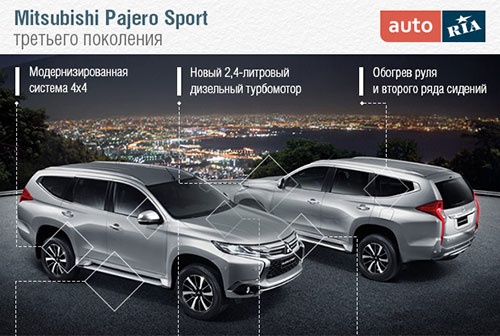 Mitsubishi Pajero Sport
третьего поколения
auto RIA
Модернизированная
система 4х4
Новый 2,4-литровый
дизельный турбомотор
Обогрев руля
и второго ряда сидений